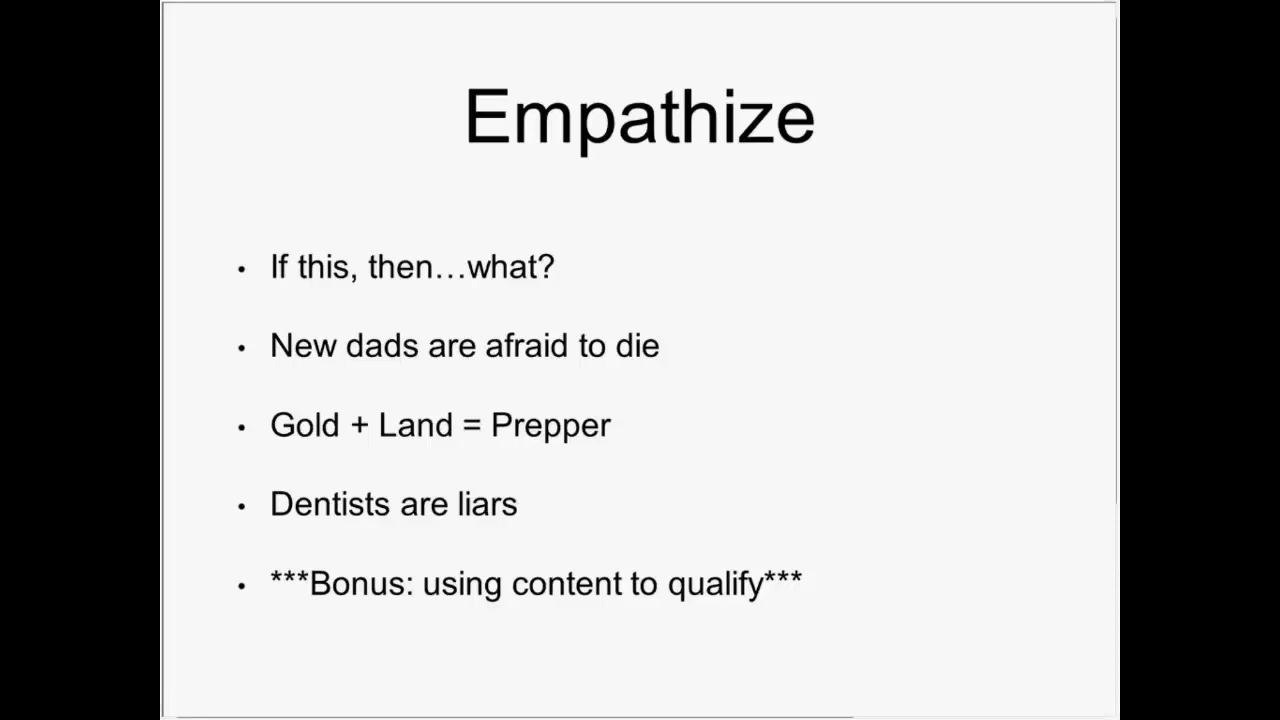 Empathize
• If this, then…what?
• New dads are afraid to die
• Gold + Land = Prepper
• Dentists are liars
• ***Bonus: using content to qualify***